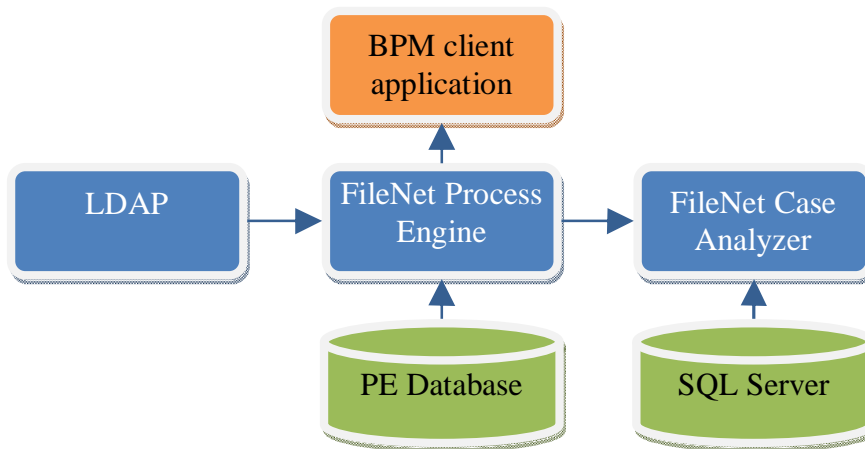 BPM client
application
LDAP
FileNet Process
Engine
FileNet Case
Analyzer
PE Database
SQL Server